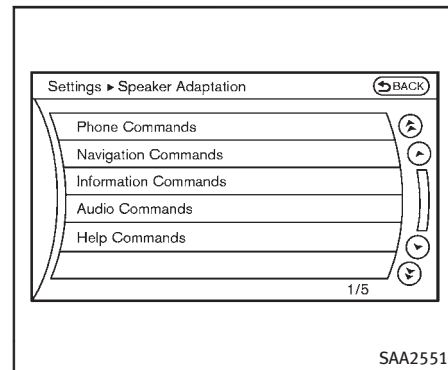 Settings ▸ Speaker Adaptation
BACK
Phone Commands
Navigation Commands
Information Commands
Audio Commands
Help Commands
1/5
SAA2551